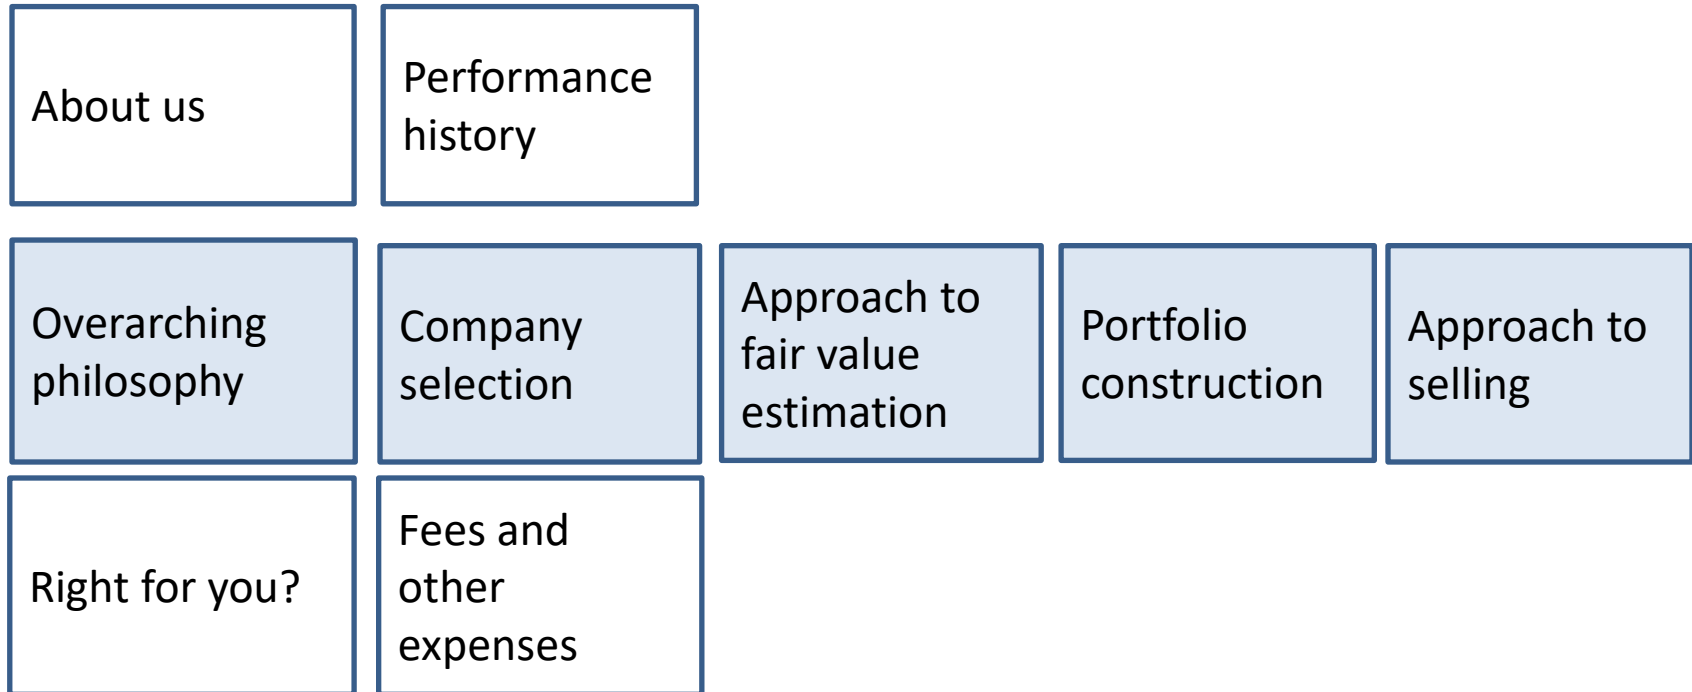 About us
Performance
history
Overarching
philosophy
Company
selection
Approach to
fair value
estimation
Portfolio
construction
Approach to
selling
Right for you?
Fees and
other
expenses